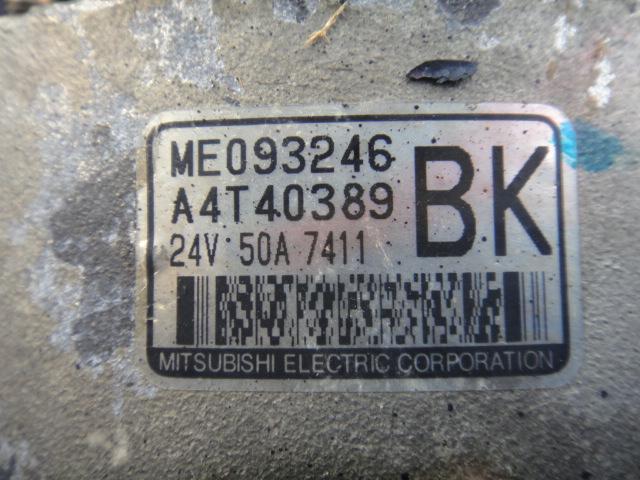 ME093246
A4T40389
BK
24V 50A 7411
MITSUBISHI ELECTRIC CORPORATION